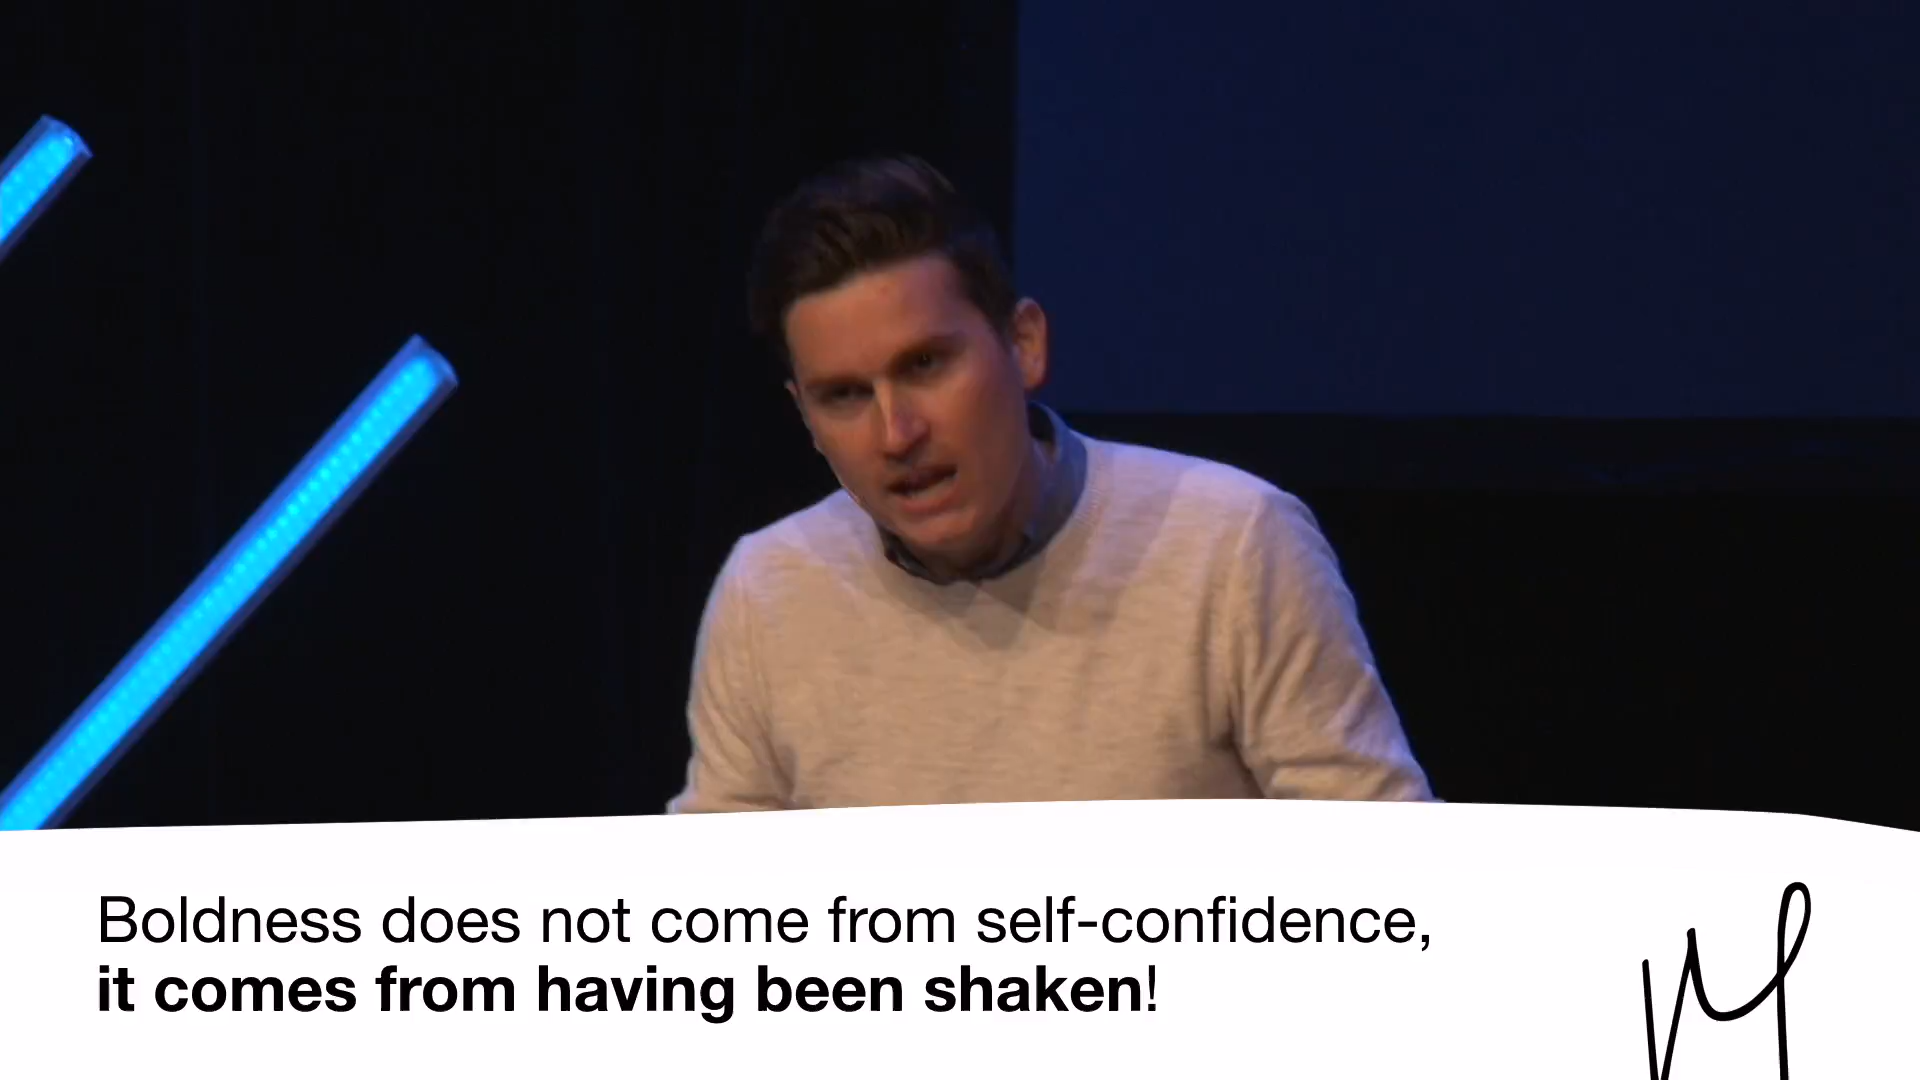 Boldness does not come from self-confidence,
it comes from having been shaken!